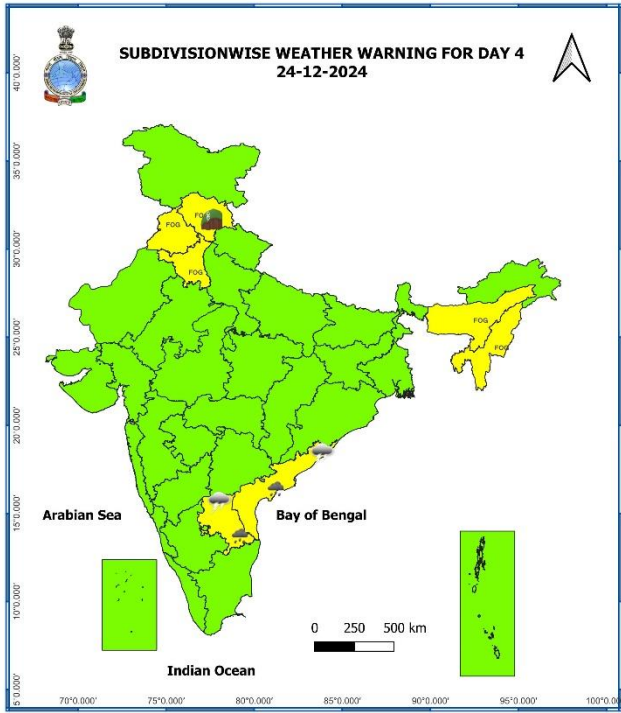 SUBDIVISIONWISE WEATHER WARNING FOR DAY 4
24-12-2024
40°0.000'
35°0.000'
30°0.000'
25°0.000'
20°0.000'
15°0.000'
10°0.000'
5°0.000'
FOG
FOG
FOG
FOG
Arabian Sea
Bay of Bengal
0 250 500 km
Indian Ocean
70°0.000' 75°0.000' 80°0.000' 85°0.000' 90°0.000' 95°0.000' 100°0.000'